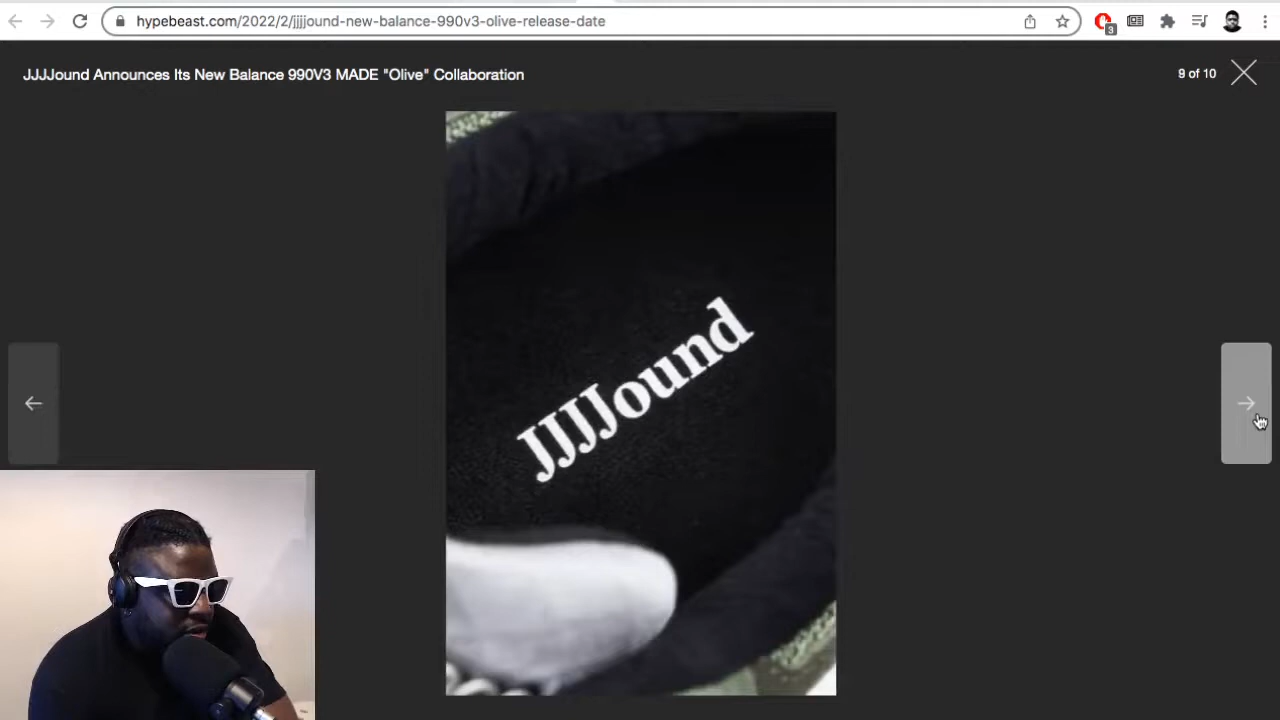 hypebeast.com/2022/2/jjjjound-new-balance-990v3-olive-release-date
3
JJJJound Announces Its New Balance 990V3 MADE "Olive" Collaboration
9 of 10
JJJJound